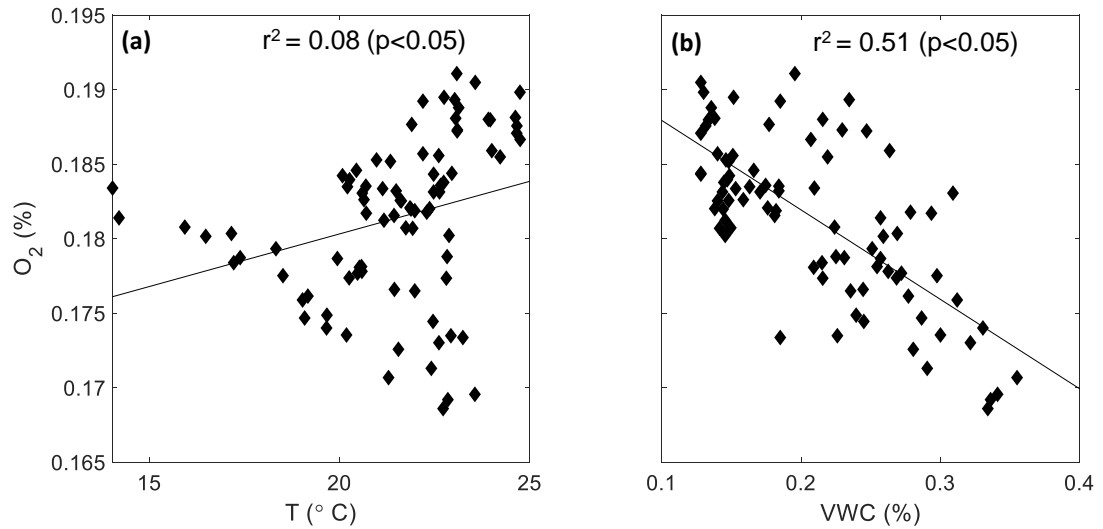 (a) r² = 0.08 (p<0.05)
0.195
0.19
0.185
0.18
0.175
0.17
0.165
O₂ (%)
15 20 25
T (° C)
(b) r² = 0.51 (p<0.05)
0.1 0.2 0.3 0.4
VWC (%)